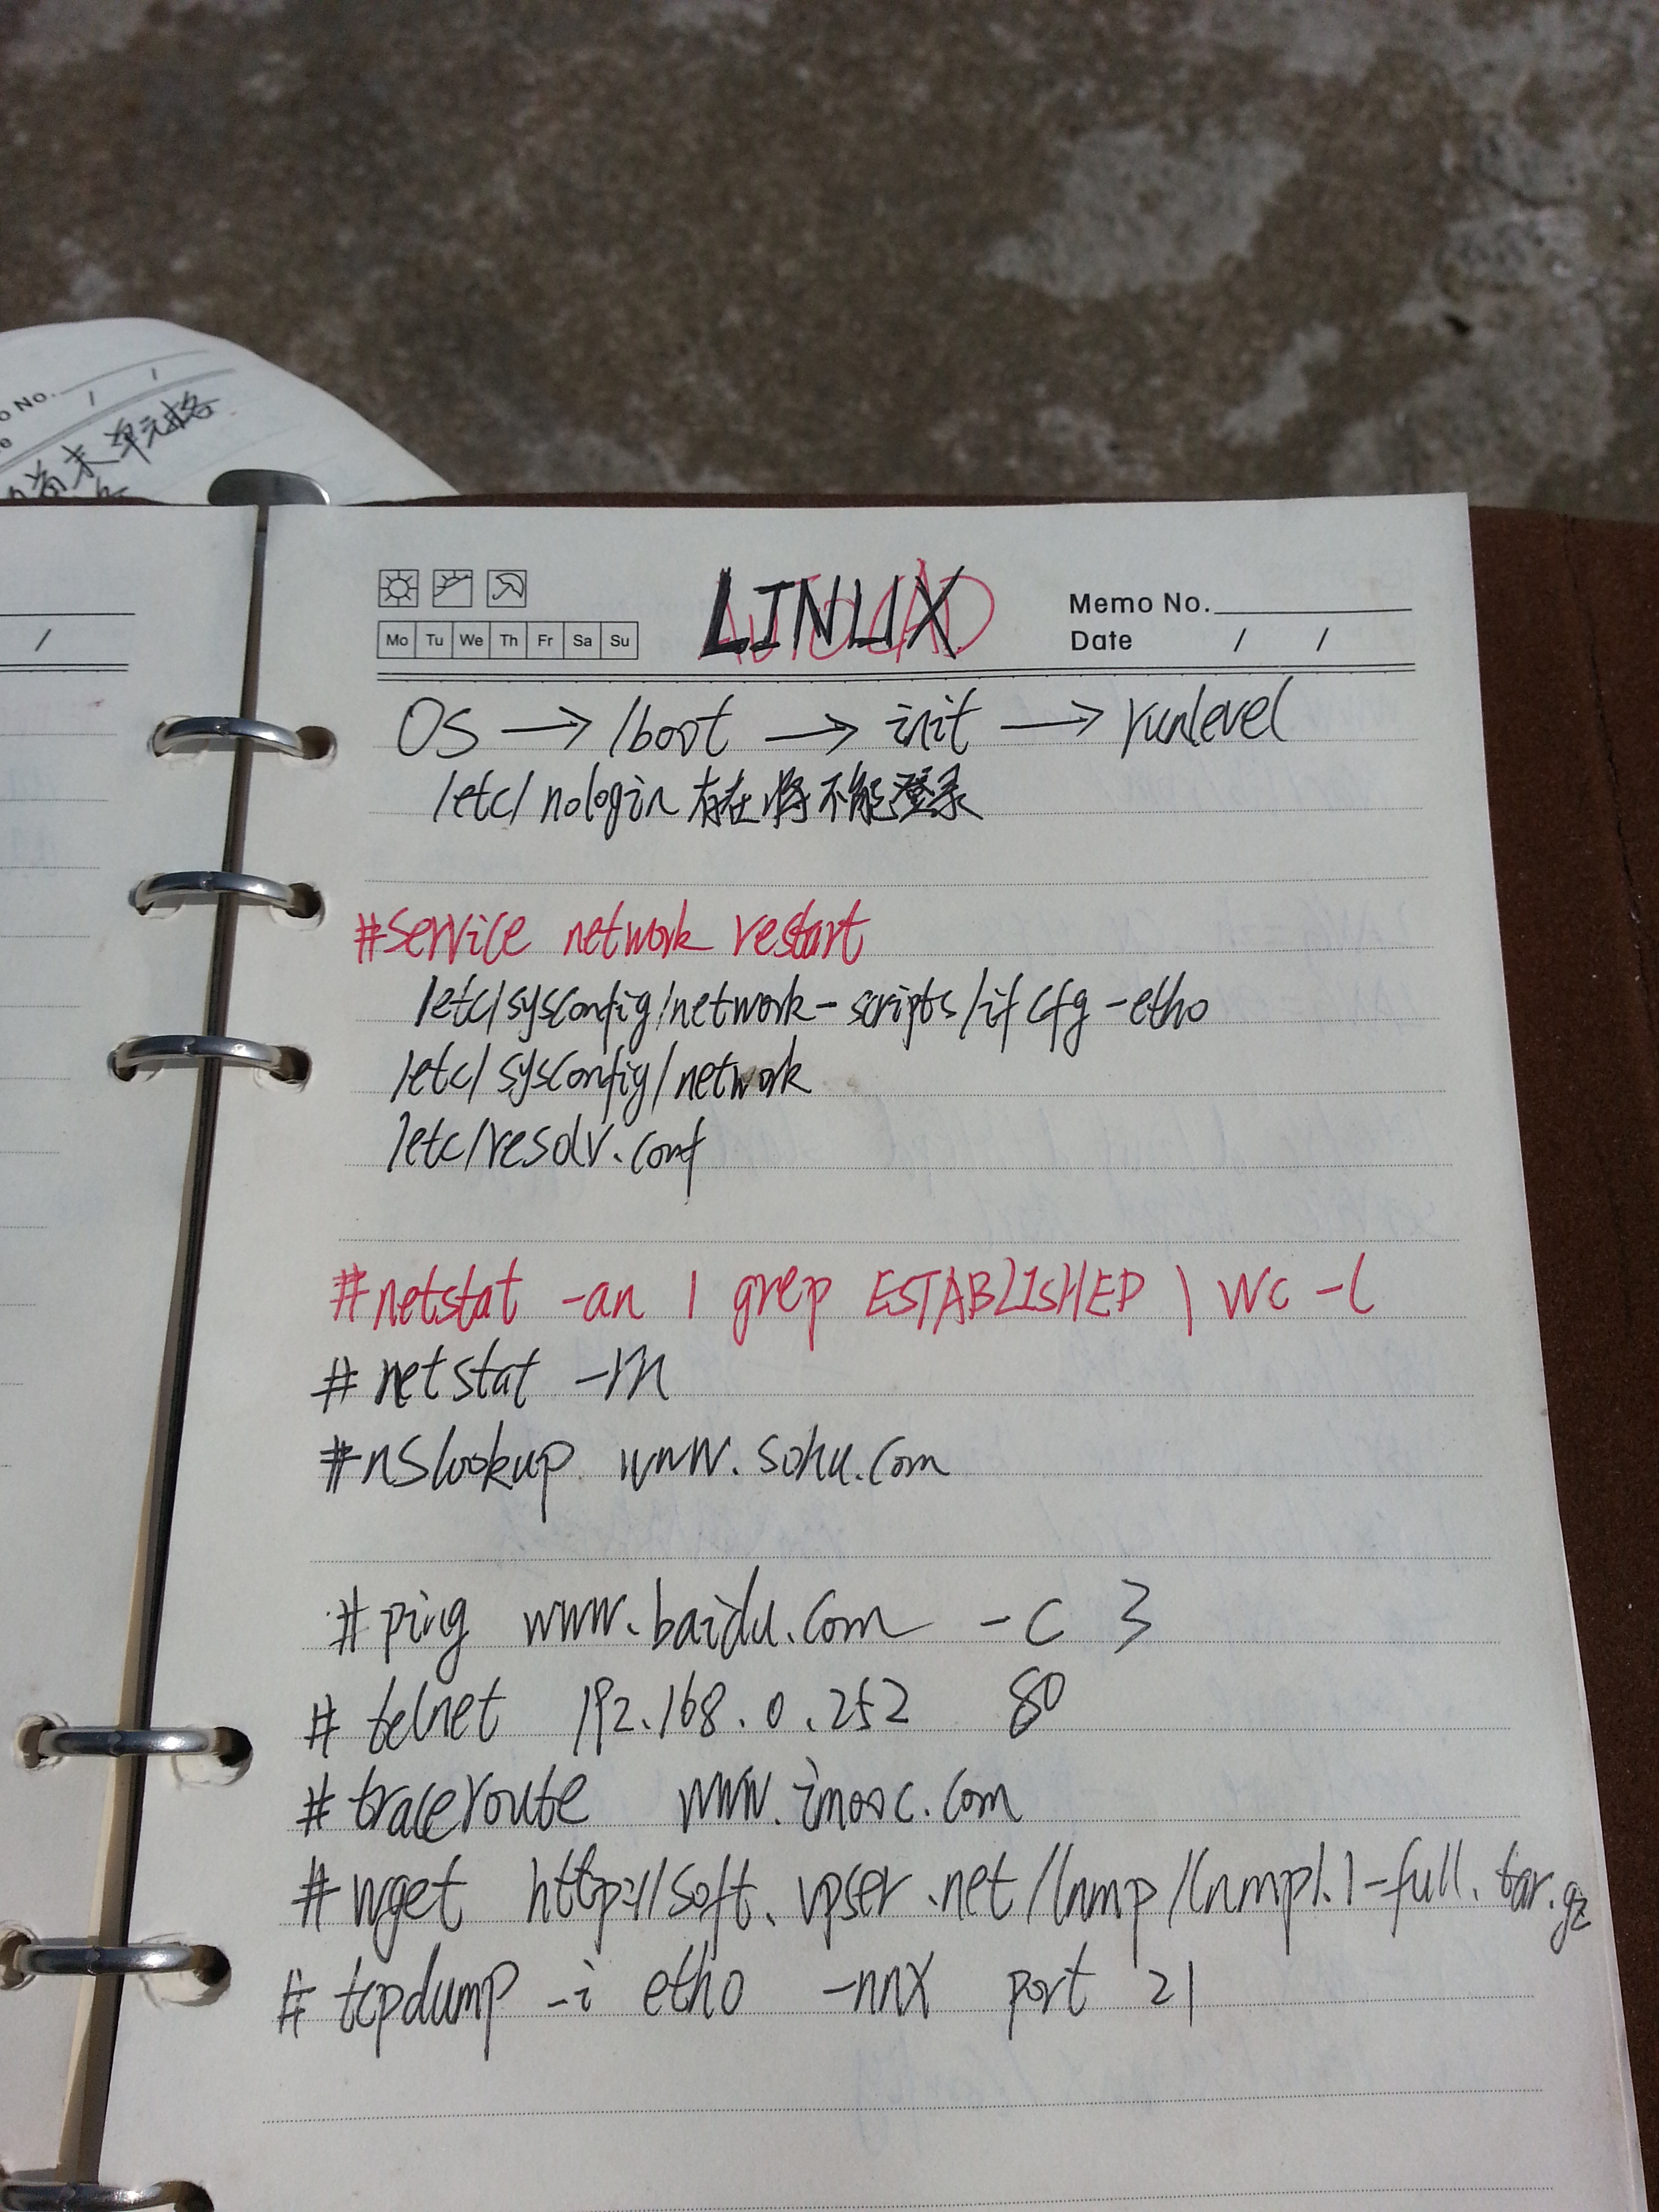 o No.
/ /
单元格
/
LINUX
AutoCAD
Memo No.
Mo Tu We Th Fr Sa Su
Date / /
OS → /boot → init → runlevel
/etc/nologin 存在将不能登录
#service network restart
/etc/sysconfig/network-scripts/ifcfg-eth0
/etc/sysconfig/network
/etc/resolv.conf
#netstat -an | grep ESTABLISHED | wc -l
# netstat -rn
#nslookup www.sohu.com
#ping www.baidu.com -c 3
# telnet 192.168.0.252 80
# traceroute www.imooc.com
#wget http://soft.vpser.net/lnmp/lnmp1.1-full.tar.gz
# tcpdump -i eth0 -nnX port 21